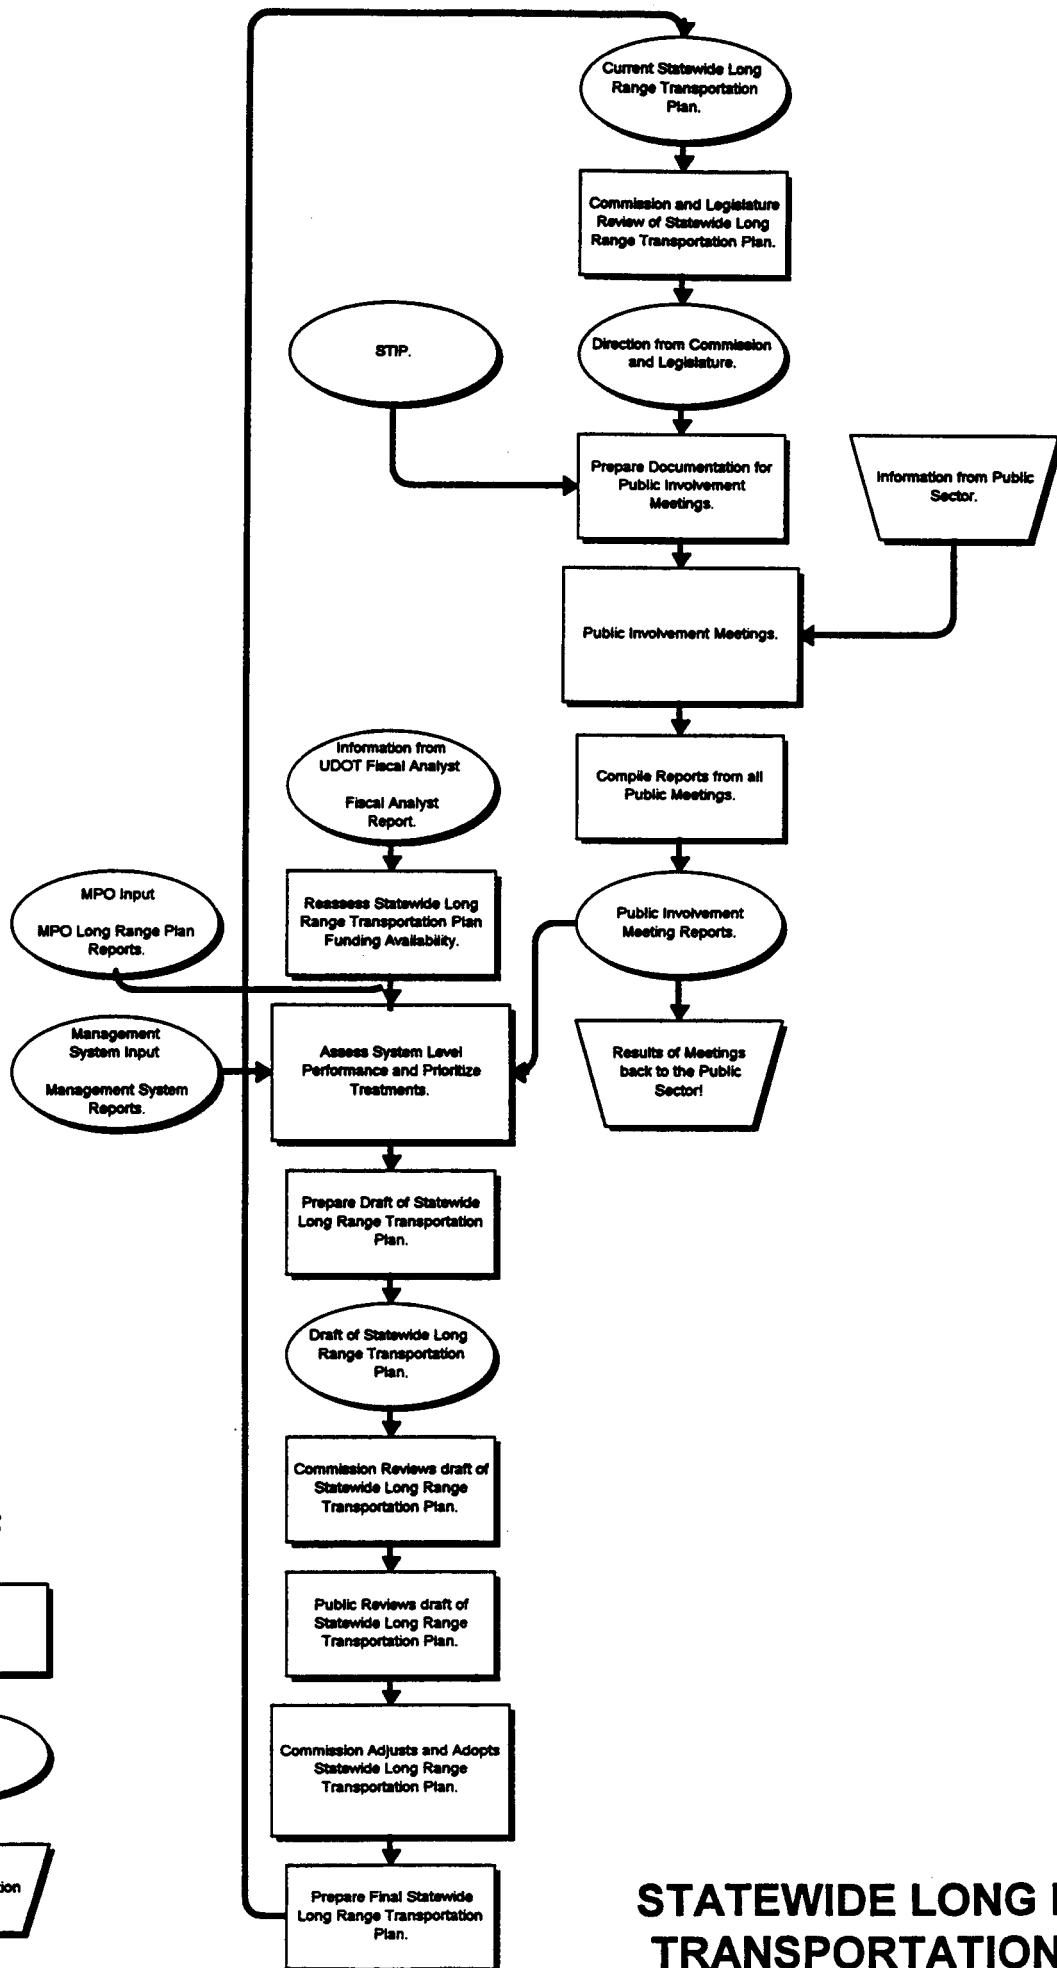 Current Statewide Long
Range Transportation
Plan.
Commission and Legislature
Review of Statewide Long
Range Transportation Plan.
STIP.
Direction from Commission
and Legislature.
Prepare Documentation for
Public Involvement
Meetings.
Information from Public
Sector.
Public Involvement Meetings.
Compile Reports from all
Public Meetings.
Information from
UDOT Fiscal Analyst
Fiscal Analyst
Report.
MPO Input
MPO Long Range Plan
Reports.
Reassess Statewide Long
Range Transportation Plan
Funding Availability.
Public Involvement
Meeting Reports.
Management
System Input
Management System
Reports.
Assess System Level
Performance and Prioritize
Treatments.
Results of Meetings
back to the Public
Sector!
Prepare Draft of Statewide
Long Range Transportation
Plan.
Draft of Statewide Long
Range Transportation
Plan.
Commission Reviews draft of
Statewide Long Range
Transportation Plan.
Public Reviews draft of
Statewide Long Range
Transportation Plan.
Commission Adjusts and Adopts
Statewide Long Range
Transportation Plan.
Prepare Final Statewide
Long Range Transportation
Plan.
STATEWIDE LONG
TRANSPORTATION